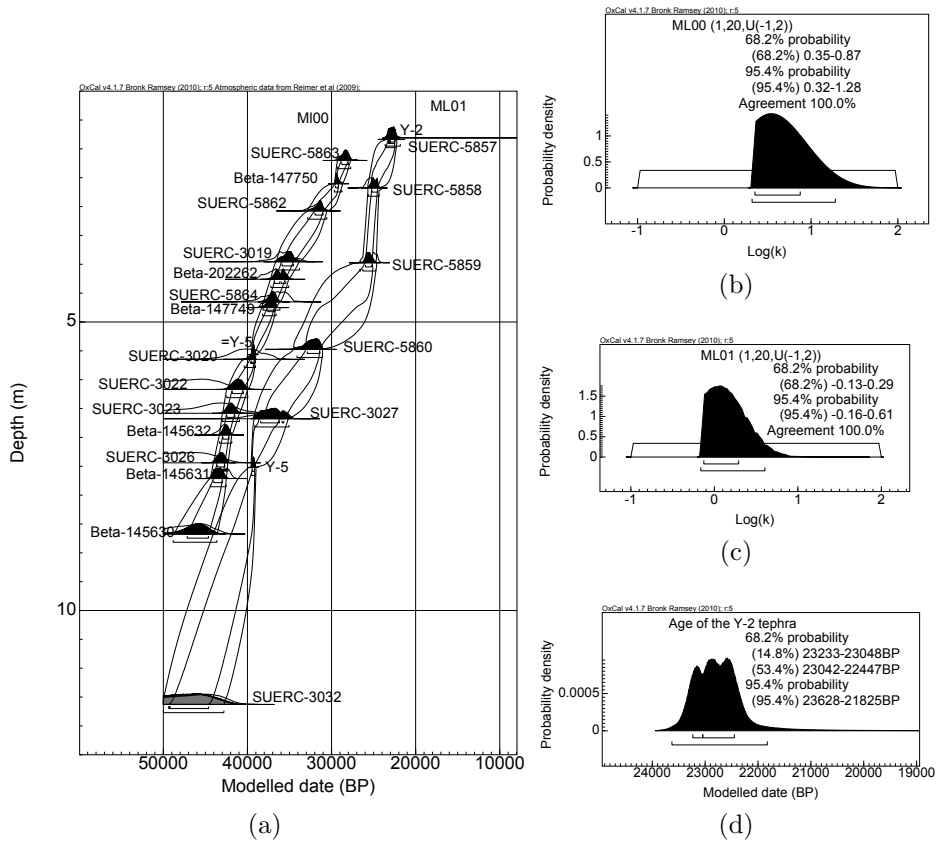 OxCal v4.1.7 Bronk Ramsey (2010); r:5 Atmospheric data from Reimer et al (2009);
Ml00
ML01
Y-2
SUERC-5857
SUERC-5863
Beta-147750
SUERC-5858
SUERC-5862
SUERC-3019
SUERC-5859
Beta-202262
SUERC-5864
Beta-147749
5
=Y-5
SUERC-5860
SUERC-3020
SUERC-3022
SUERC-3023
SUERC-3027
Beta-145632
SUERC-3026
Y-5
Beta-145631
Beta-145630
10
SUERC-3032
Depth (m)
50000 40000 30000 20000 10000
Modelled date (BP)
(a)
OxCal v4.1.7 Bronk Ramsey (2010); r:5
ML00 (1,20,U(-1,2))
68.2% probability
(68.2%) 0.35-0.87
95.4% probability
(95.4%) 0.32-1.28
Agreement 100.0%
Probability density
1
0.5
0
-1 0 1 2
Log(k)
(b)
OxCal v4.1.7 Bronk Ramsey (2010); r:5
ML01 (1,20,U(-1,2))
68.2% probability
(68.2%) -0.13-0.29
95.4% probability
(95.4%) -0.16-0.61
Agreement 100.0%
Probability density
1.5
1
0.5
0
-1 0 1 2
Log(k)
(c)
OxCal v4.1.7 Bronk Ramsey (2010); r:5
Age of the Y-2 tephra
68.2% probability
(14.8%) 23233-23048BP
(53.4%) 23042-22447BP
95.4% probability
(95.4%) 23628-21825BP
Probability density
0.0005
0
24000 23000 22000 21000 20000 19000
Modelled date (BP)
(d)